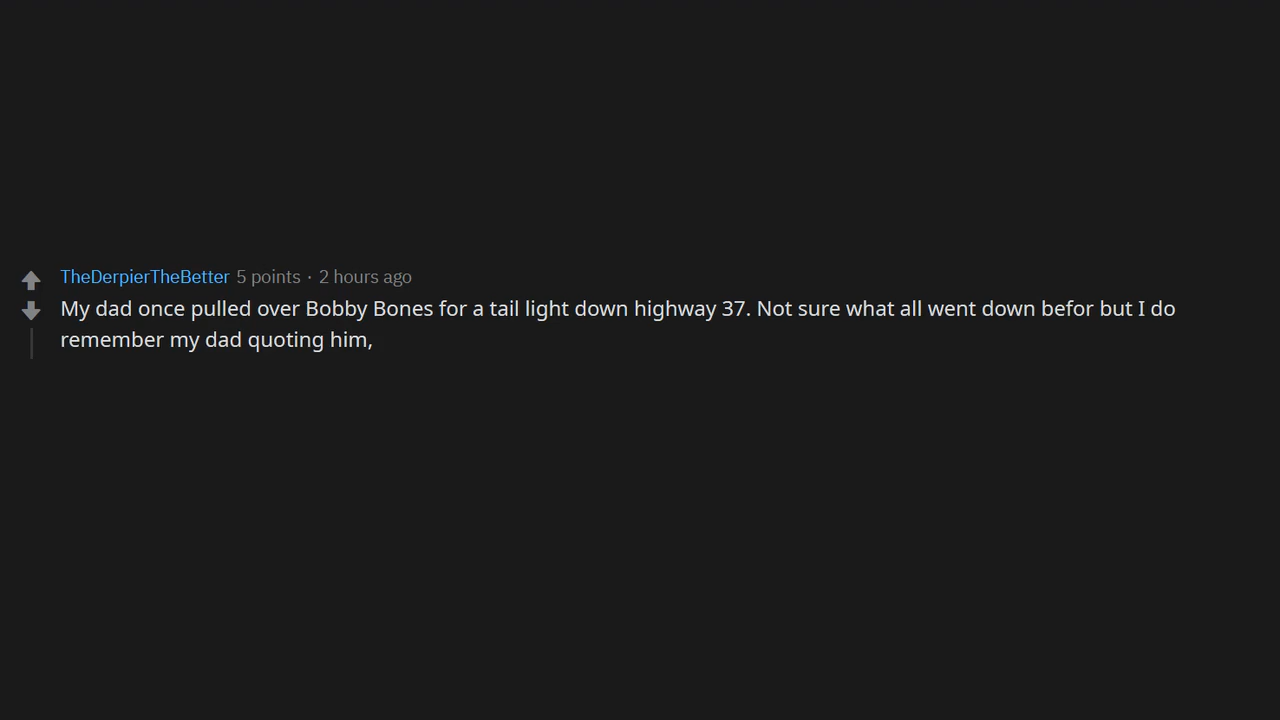 TheDerpierTheBetter 5 points · 2 hours ago
My dad once pulled over Bobby Bones for a tail light down highway 37. Not sure what all went down befor but I do
remember my dad quoting him,